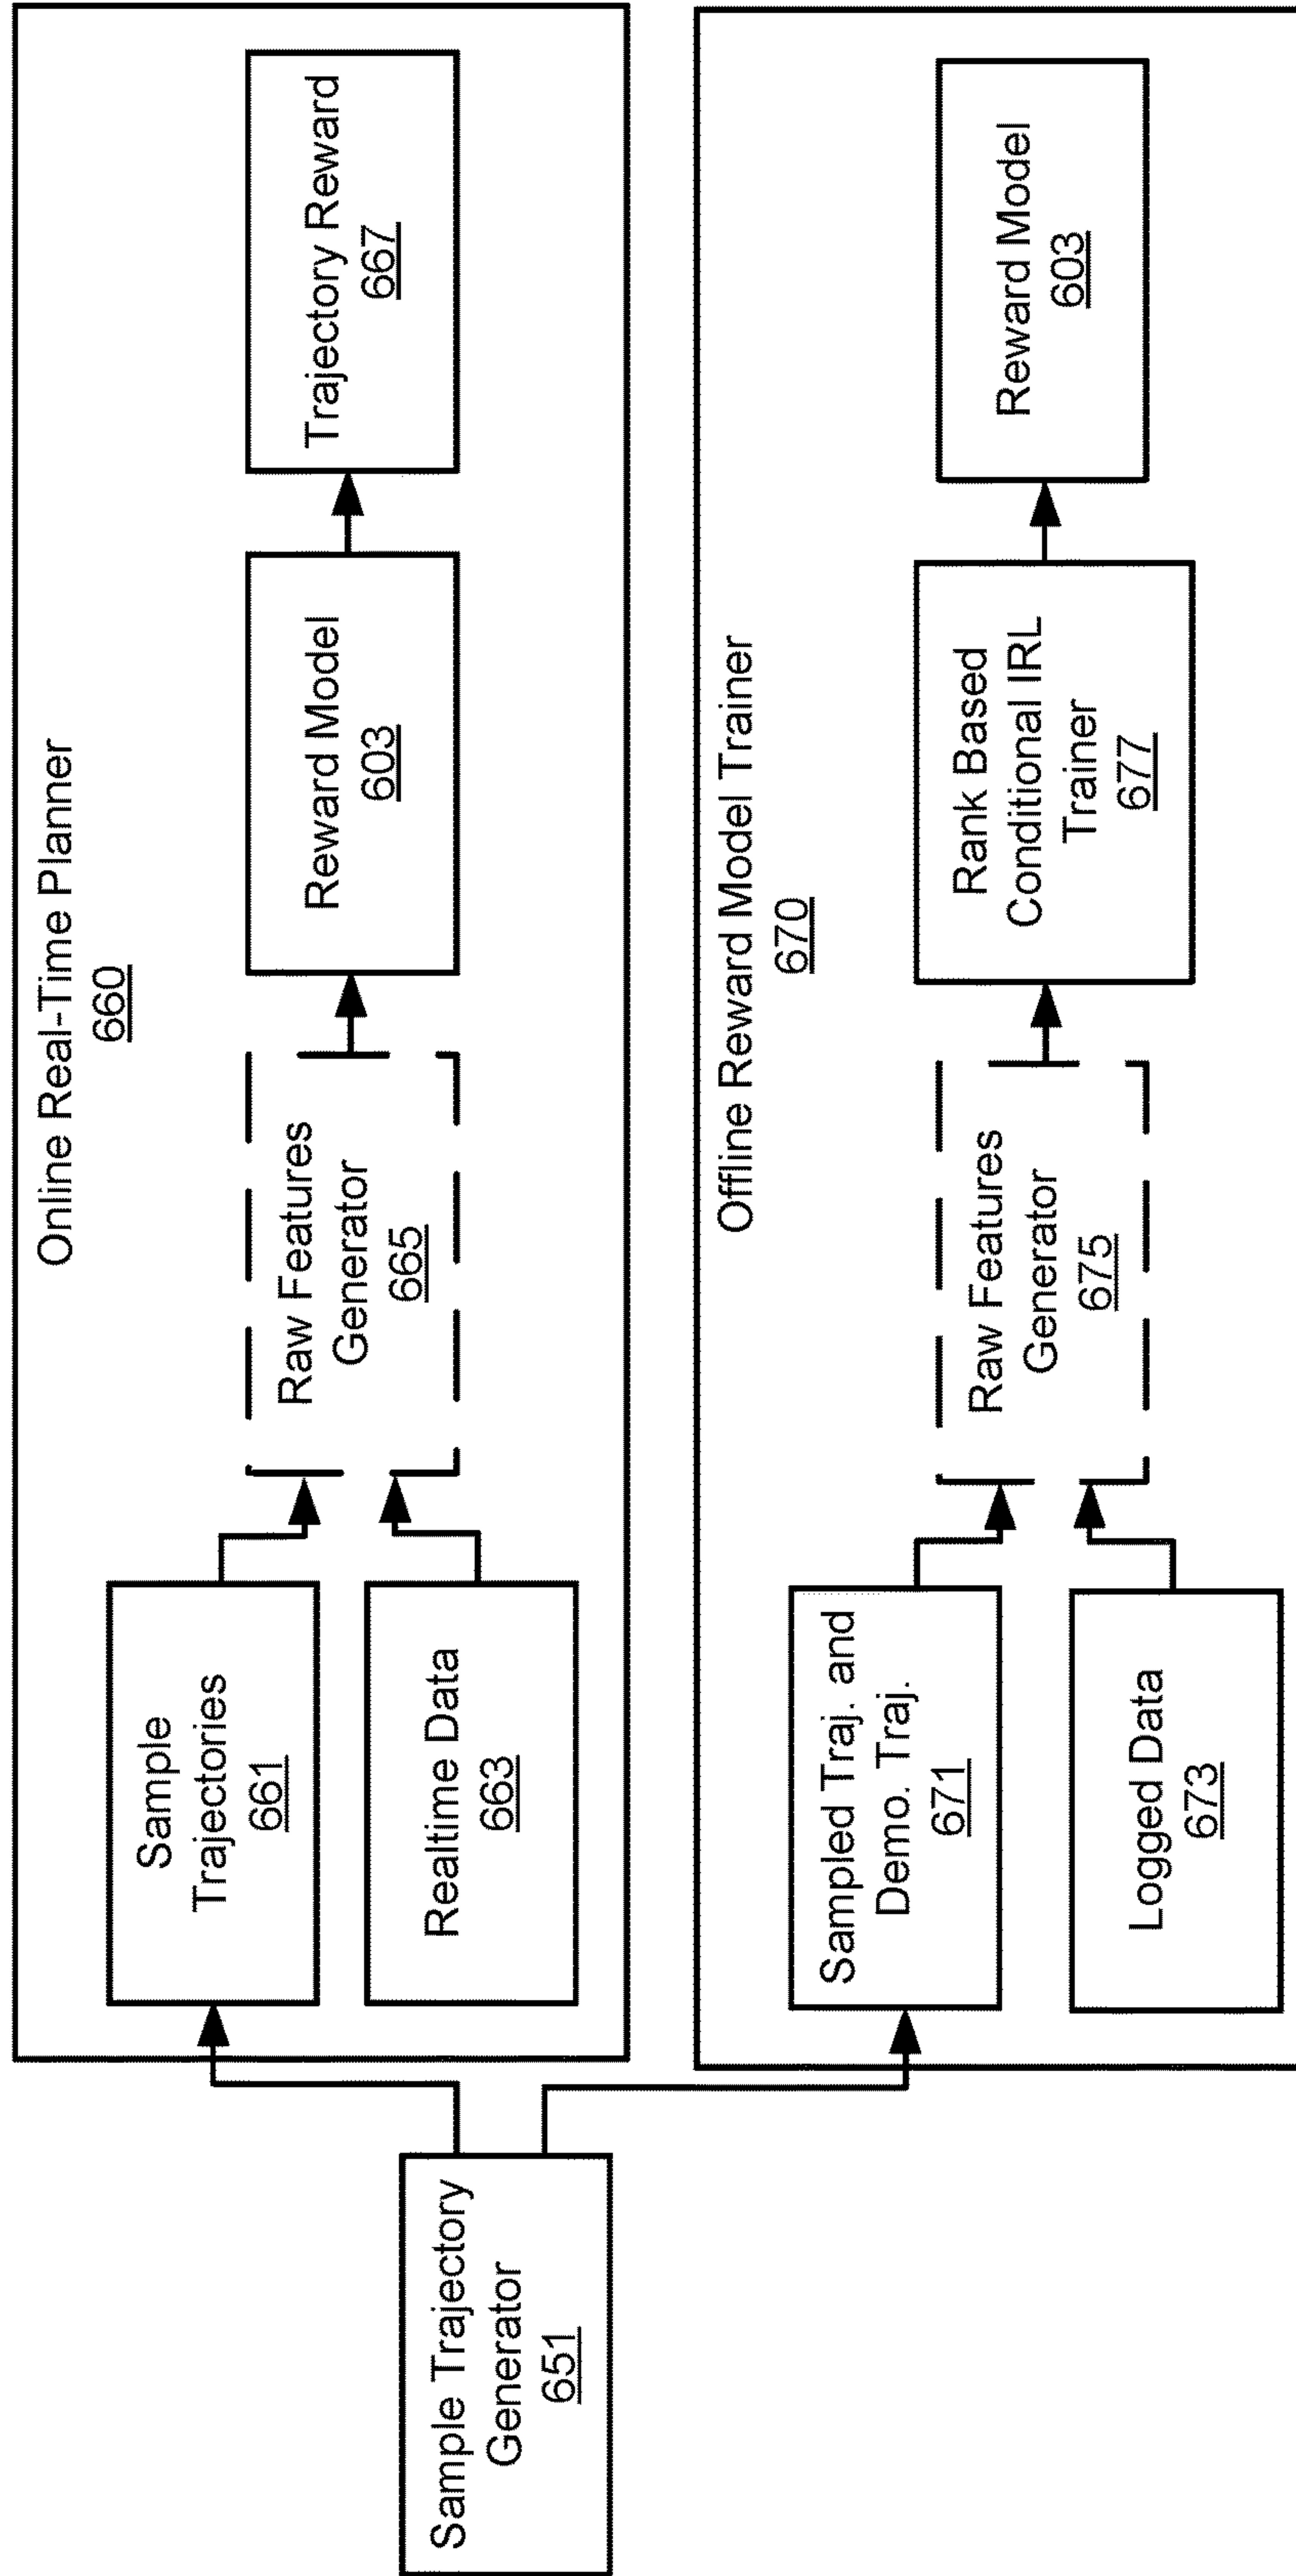 Sample Trajectory
Generator
651
Online Real-Time Planner
660
Sample
Trajectories
661
Realtime Data
663
Raw Features
Generator
665
Reward Model
603
Trajectory Reward
667
Offline Reward Model Trainer
670
Sampled Traj. and
Demo. Traj.
671
Logged Data
673
Raw Features
Generator
675
Rank Based
Conditional IRL
Trainer
677
Reward Model
603